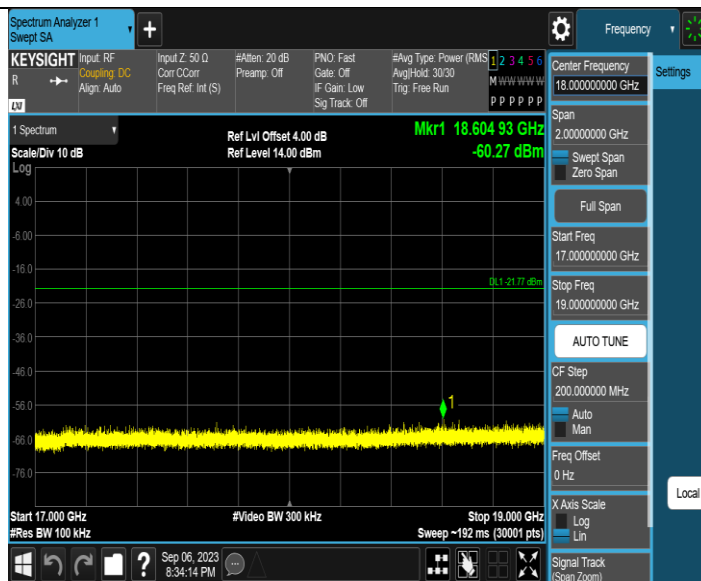 Spectrum Analyzer 1
Swept SA
Frequency
KEYSIGHT
R
LXI
Input: RF
Coupling: DC
Align: Auto
Input Z: 50 Ω
Corr CCorr
Freq Ref: Int (S)
#Atten: 20 dB
Preamp: Off
PNO: Fast
Gate: Off
IF Gain: Low
Sig Track: Off
#Avg Type: Power (RMS
Avg|Hold: 30/30
Trig: Free Run
1 2 3 4 5 6
M W W W W W
P P P P P P
1 Spectrum
Scale/Div 10 dB
Log
Ref Lvl Offset 4.00 dB
Ref Level 14.00 dBm
Mkr1 18.604 93 GHz
-60.27 dBm
4.00
-6.00
-16.0
DL1 -21.77 dBm
-26.0
-36.0
-46.0
-56.0
1
-66.0
-76.0
Start 17.000 GHz
#Res BW 100 kHz
#Video BW 300 kHz
Stop 19.000 GHz
Sweep ~192 ms (30001 pts)
?
Sep 06, 2023
8:34:14 PM
Center Frequency
18.000000000 GHz
Settings
Span
2.00000000 GHz
Swept Span
Zero Span
Full Span
Start Freq
17.000000000 GHz
Stop Freq
19.000000000 GHz
AUTO TUNE
CF Step
200.000000 MHz
Auto
Man
Freq Offset
0 Hz
Local
X Axis Scale
Log
Lin
Signal Track
(Span Zoom)